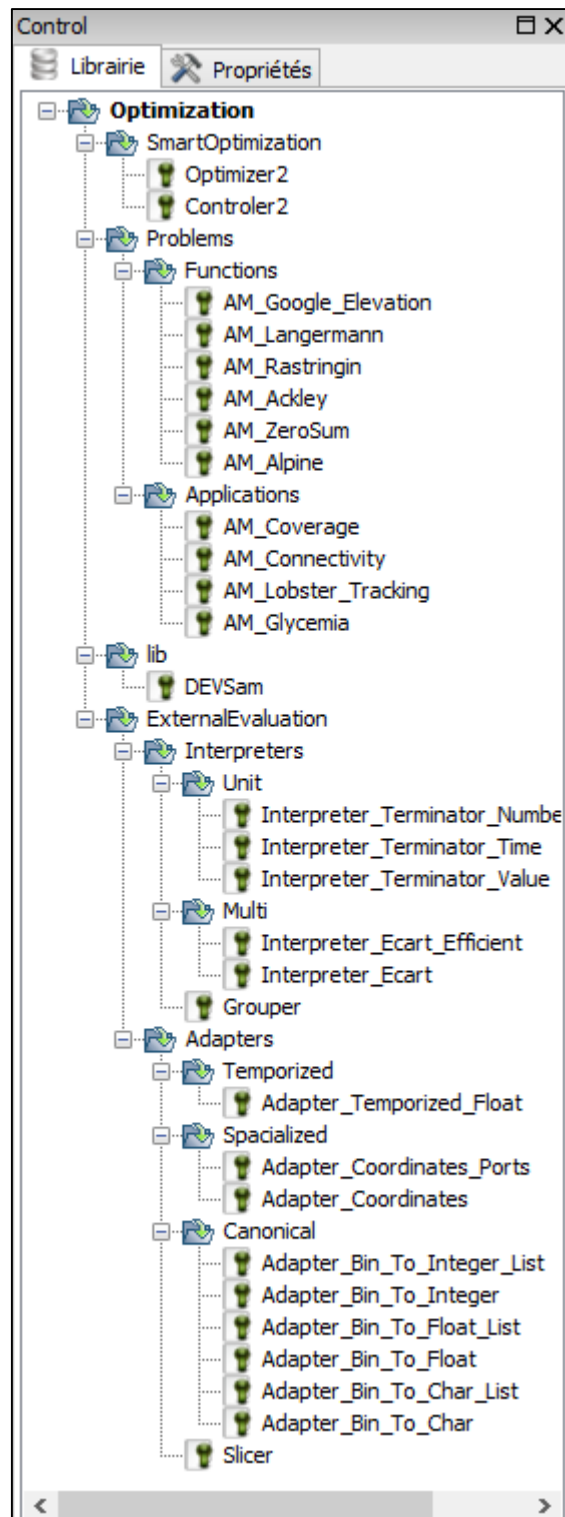 Control
Librairie Propriétés
Optimization
SmartOptimization
Optimizer2
Controler2
Problems
Functions
AM_Google_Elevation
AM_Langermann
AM_Rastringin
AM_Ackley
AM_ZeroSum
AM_Alpine
Applications
AM_Coverage
AM_Connectivity
AM_Lobster_Tracking
AM_Glycemia
lib
DEVSam
ExternalEvaluation
Interpreters
Unit
Interpreter_Terminator_Numbe
Interpreter_Terminator_Time
Interpreter_Terminator_Value
Multi
Interpreter_Ecart_Efficient
Interpreter_Ecart
Grouper
Adapters
Temporized
Adapter_Temporized_Float
Spacialized
Adapter_Coordinates_Ports
Adapter_Coordinates
Canonical
Adapter_Bin_To_Integer_List
Adapter_Bin_To_Integer
Adapter_Bin_To_Float_List
Adapter_Bin_To_Float
Adapter_Bin_To_Char_List
Adapter_Bin_To_Char
Slicer